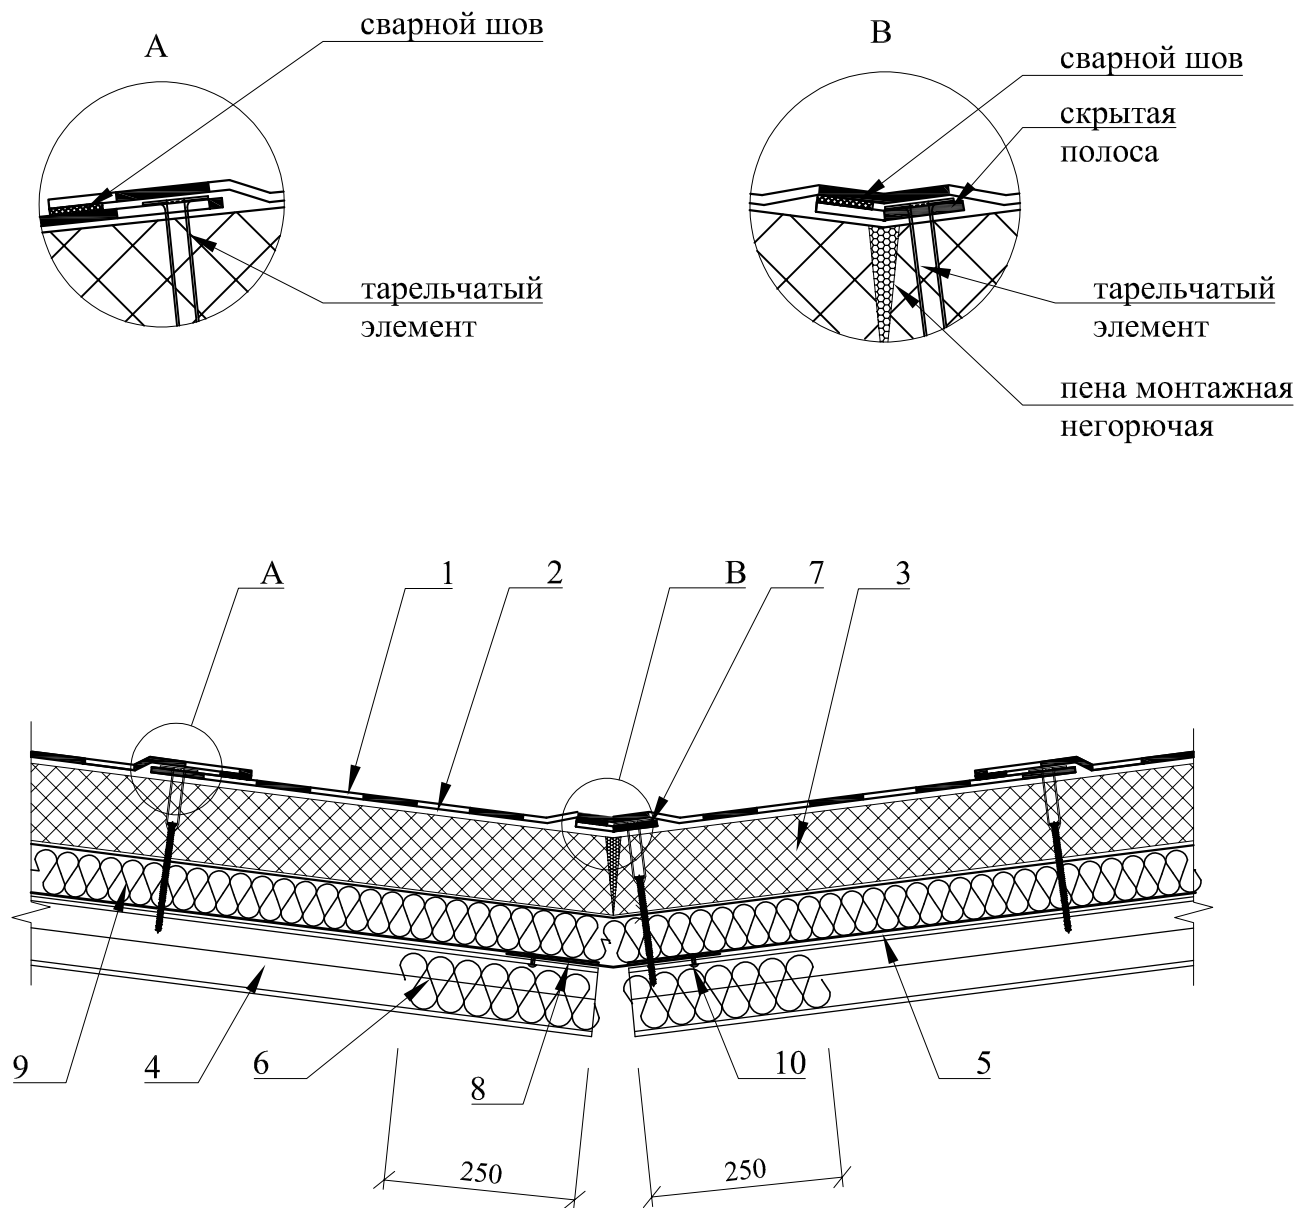 А
сварной шов
тарельчатый
элемент
В
сварной шов
скрытая
полоса
тарельчатый
элемент
пена монтажная
негорючая
А
1
2
В
7
3
9
4
6
8
10
5
250
250